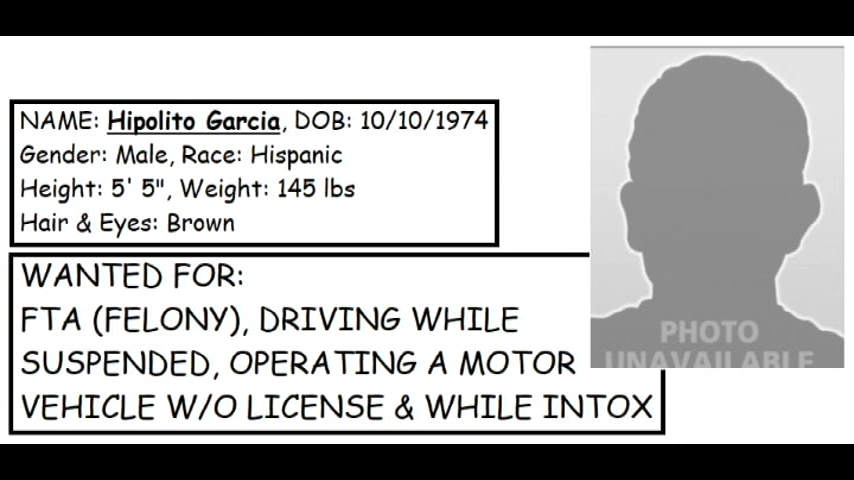 NAME: Hipolito Garcia, DOB: 10/10/1974
Gender: Male, Race: Hispanic
Height: 5' 5", Weight: 145 lbs
Hair & Eyes: Brown
WANTED FOR:
FTA (FELONY), DRIVING WHILE
SUSPENDED, OPERATING A MOTOR
VEHICLE W/O LICENSE & WHILE INTOX
PHOTO
UNAVAILABLE